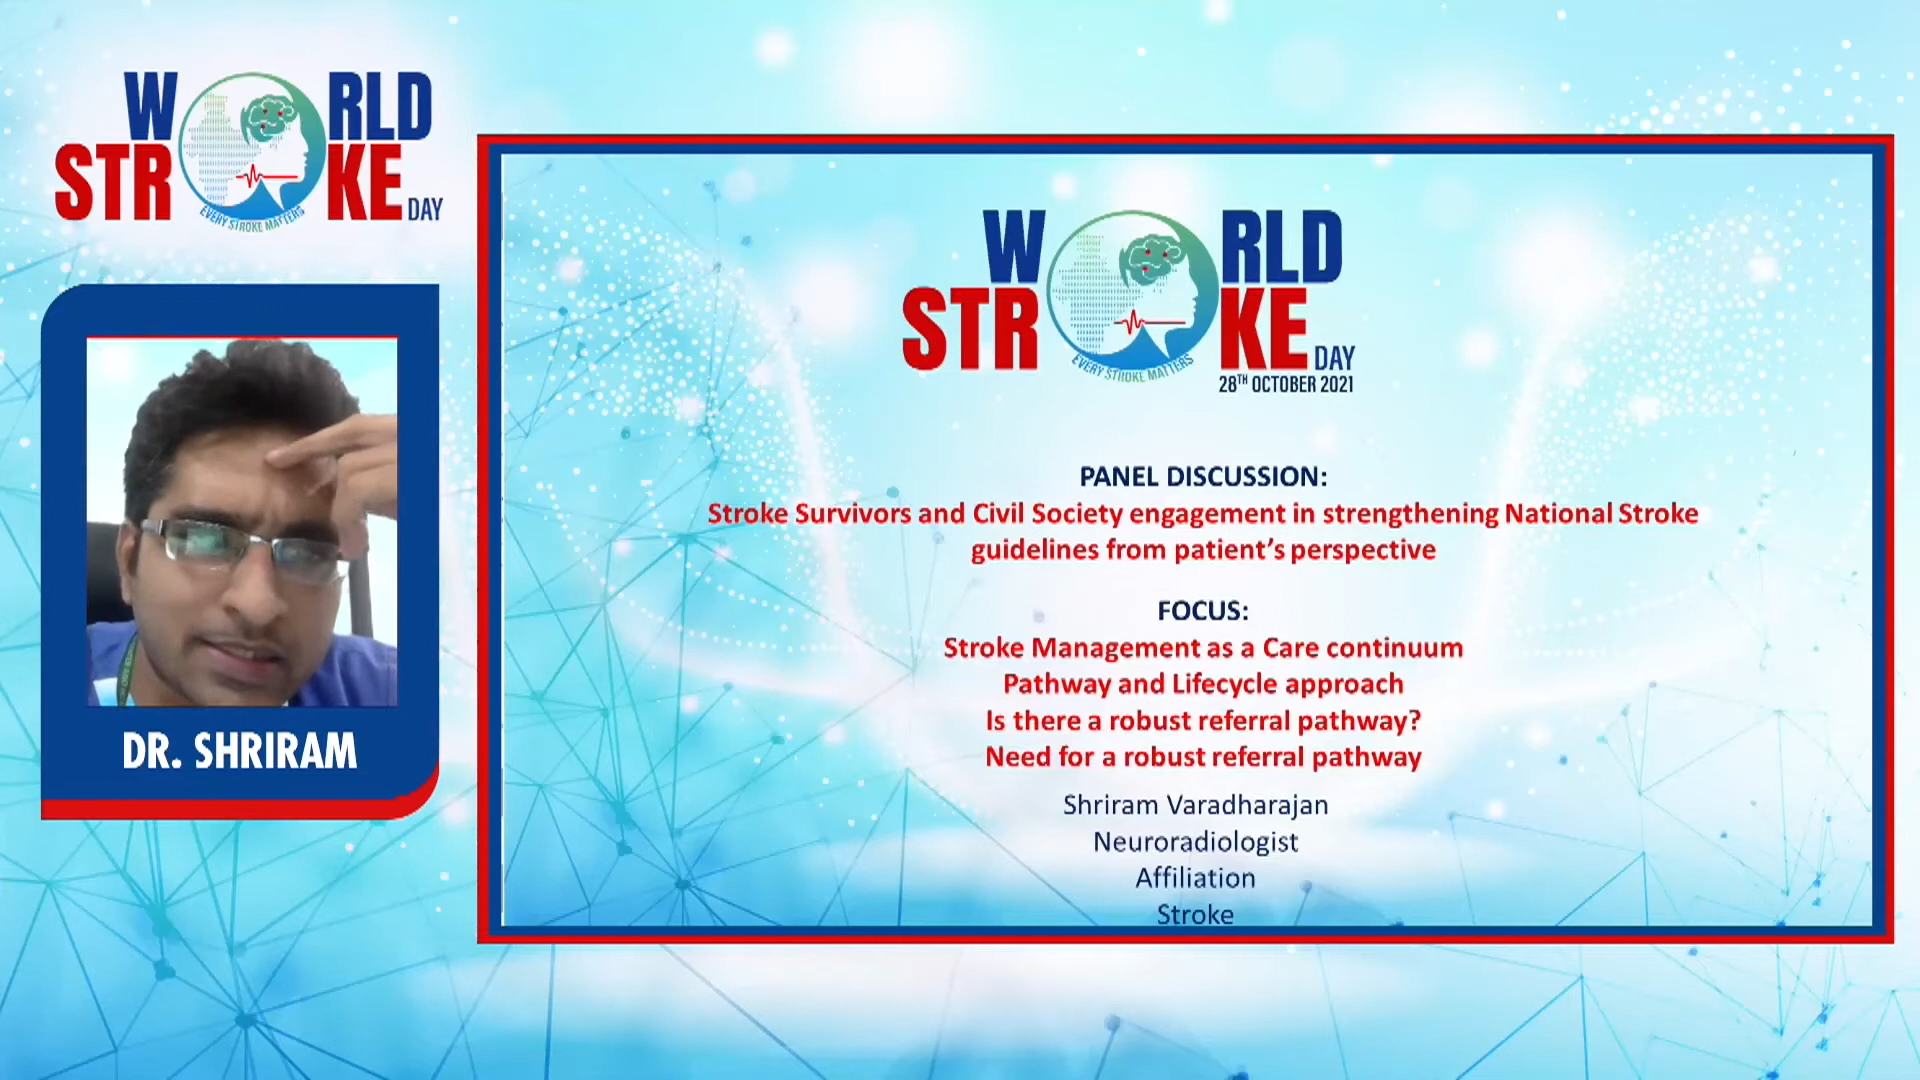 WORLD
STROKE DAY
EVERY STROKE MATTERS
DR. SHRIRAM
WORLD
STROKE DAY
EVERY STROKE MATTERS
28TH OCTOBER 2021
PANEL DISCUSSION:
Stroke Survivors and Civil Society engagement in strengthening National Stroke
guidelines from patient's perspective
FOCUS:
Stroke Management as a Care continuum
Pathway and Lifecycle approach
Is there a robust referral pathway?
Need for a robust referral pathway
Shriram Varadharajan
Neuroradiologist
Affiliation
Stroke